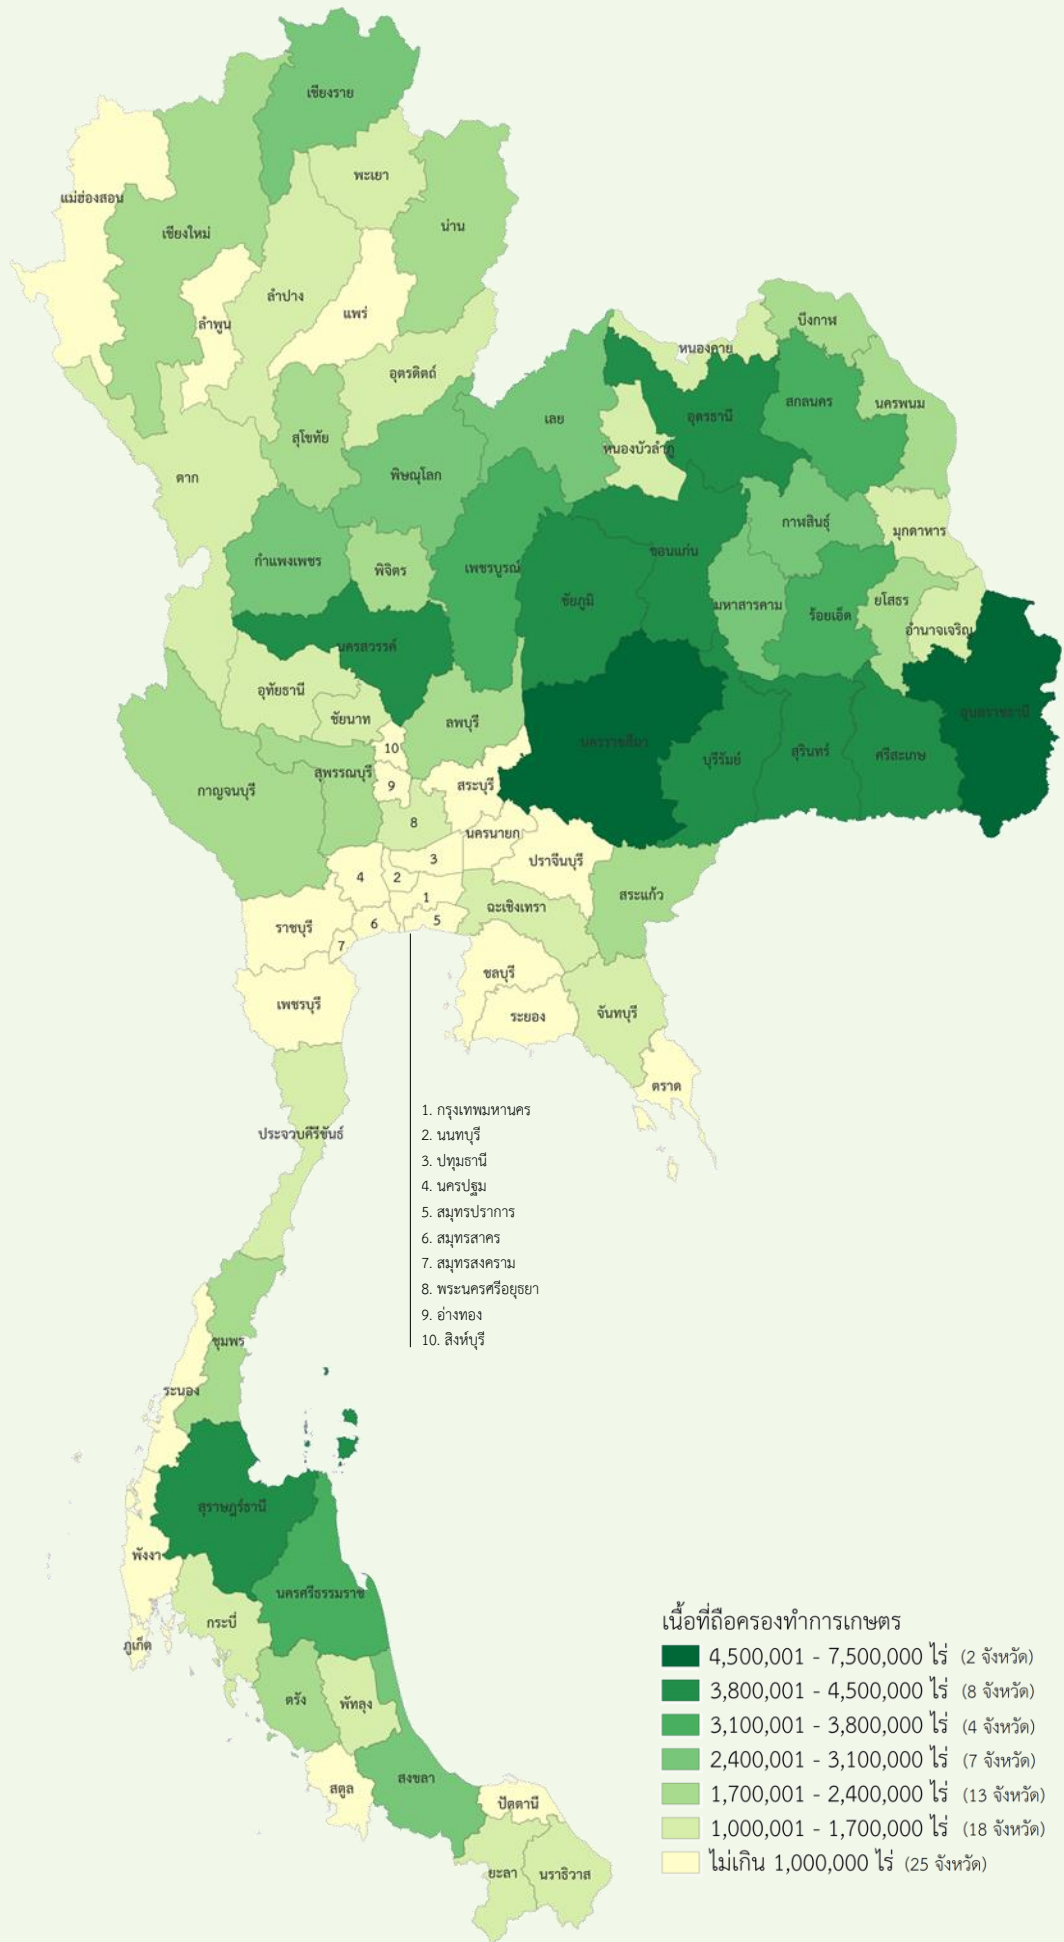 เชียงราย
พะเยา
แม่ฮ่องสอน
เชียงใหม่
น่าน
ลำปาง
ลำพูน
แพร่
บึงกาฬ
หนองคาย
อุตรดิตถ์
สกลนคร
นครพนม
เลย
อุดรธานี
สุโขทัย
หนองบัวลำภู
ตาก
พิษณุโลก
กาฬสินธุ์
มุกดาหาร
ขอนแก่น
กำแพงเพชร
พิจิตร
เพชรบูรณ์
ชัยภูมิ
มหาสารคาม
ร้อยเอ็ด
ยโสธร
อำนาจเจริญ
นครสวรรค์
อุทัยธานี
ชัยนาท
ลพบุรี
อุบลราชธานี
นครราชสีมา
บุรีรัมย์
สุรินทร์
ศรีสะเกษ
10
สุพรรณบุรี
กาญจนบุรี
9
สระบุรี
8
นครนายก
3
ปราจีนบุรี
4
2
1
สระแก้ว
ฉะเชิงเทรา
5
6
ราชบุรี
7
ชลบุรี
เพชรบุรี
ระยอง
จันทบุรี
ตราด
ประจวบคีรีขันธ์
1. กรุงเทพมหานคร
2. นนทบุรี
3. ปทุมธานี
4. นครปฐม
5. สมุทรปราการ
6. สมุทรสาคร
7. สมุทรสงคราม
8. พระนครศรีอยุธยา
9. อ่างทอง
10. สิงห์บุรี
ชุมพร
ระนอง
สุราษฎร์ธานี
พังงา
นครศรีธรรมราช
กระบี่
ภูเก็ต
ตรัง
พัทลุง
สงขลา
สตูล
ปัตตานี
ยะลา
นราธิวาส
เนื้อที่ถือครองทำการเกษตร
4,500,001 - 7,500,000 ไร่ (2 จังหวัด)
3,800,001 - 4,500,000 ไร่ (8 จังหวัด)
3,100,001 - 3,800,000 ไร่ (4 จังหวัด)
2,400,001 - 3,100,000 ไร่ (7 จังหวัด)
1,700,001 - 2,400,000 ไร่ (13 จังหวัด)
1,000,001 - 1,700,000 ไร่ (18 จังหวัด)
ไม่เกิน 1,000,000 ไร่ (25 จังหวัด)